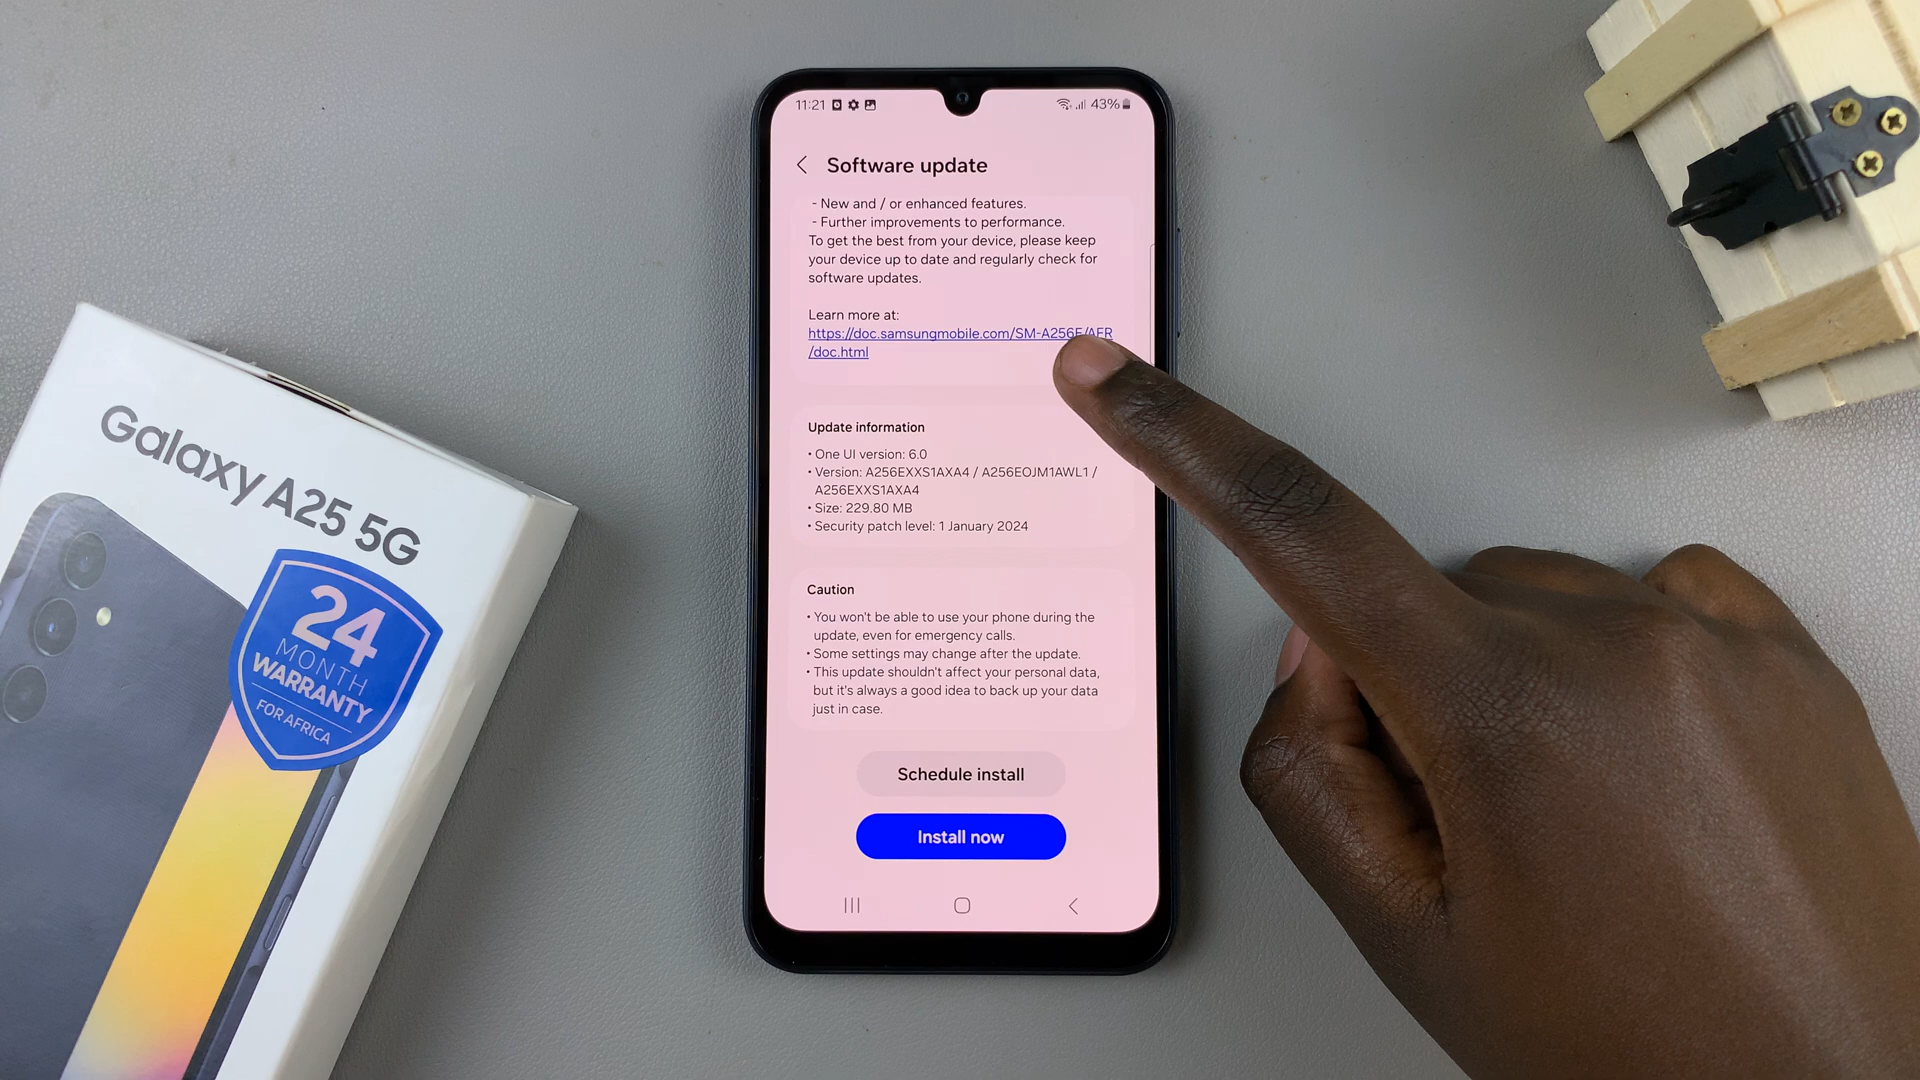 11:21
43%
Software update
- New and / or enhanced features.
- Further improvements to performance.
To get the best from your device, please keep
your device up to date and regularly check for
software updates.
Learn more at:
https://doc.samsungmobile.com/SM-A256E/AFR
/doc.html
Update information
• One UI version: 6.0
• Version: A256EXXS1AXA4 / A256EOJM1AWL1 /
A256EXXS1AXA4
• Size: 229.80 MB
• Security patch level: 1 January 2024
Caution
• You won't be able to use your phone during the
update, even for emergency calls.
• Some settings may change after the update.
• This update shouldn't affect your personal data,
but it's always a good idea to back up your data
just in case.
Schedule install
Install now
Galaxy A25 5G
24
MONTH
WARRANTY
FOR AFRICA